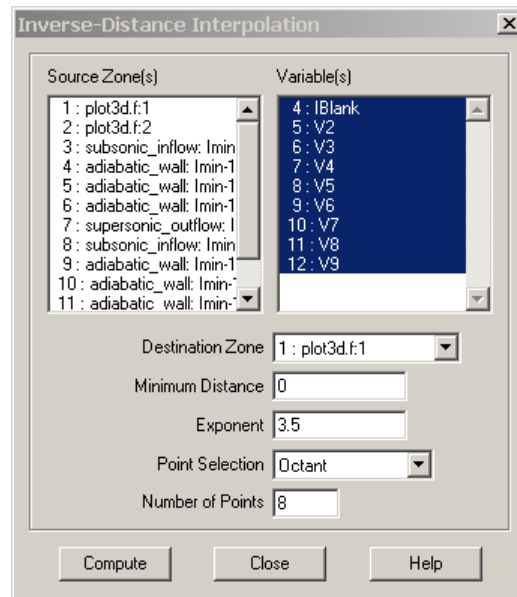 Inverse-Distance Interpolation
Source Zone(s)
Variable(s)
1 : plot3d.f:1
2 : plot3d.f:2
3 : subsonic_inflow: Imin
4 : adiabatic_wall: Imin-1
5 : adiabatic_wall: Imin-1
6 : adiabatic_wall: Imin-1
7 : supersonic_outflow: I
8 : subsonic_inflow: Imin
9 : adiabatic_wall: Imin-1
10 : adiabatic_wall: Imin-
11 : adiabatic wall: Imin-
4 : IBlank
5 : V2
6 : V3
7 : V4
8 : V5
9 : V6
10 : V7
11 : V8
12 : V9
Destination Zone 1 : plot3d.f:1
Minimum Distance 0
Exponent 3.5
Point Selection Octant
Number of Points 8
Compute Close Help